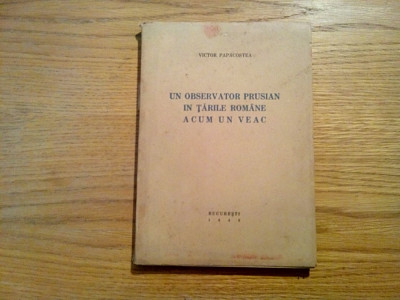 VICTOR PAPACOSTEA
UN OBSERVATOR PRUSIAN
IN ȚĂRILE ROMÂNE
ACUM UN VEAC
BUCUREȘTI